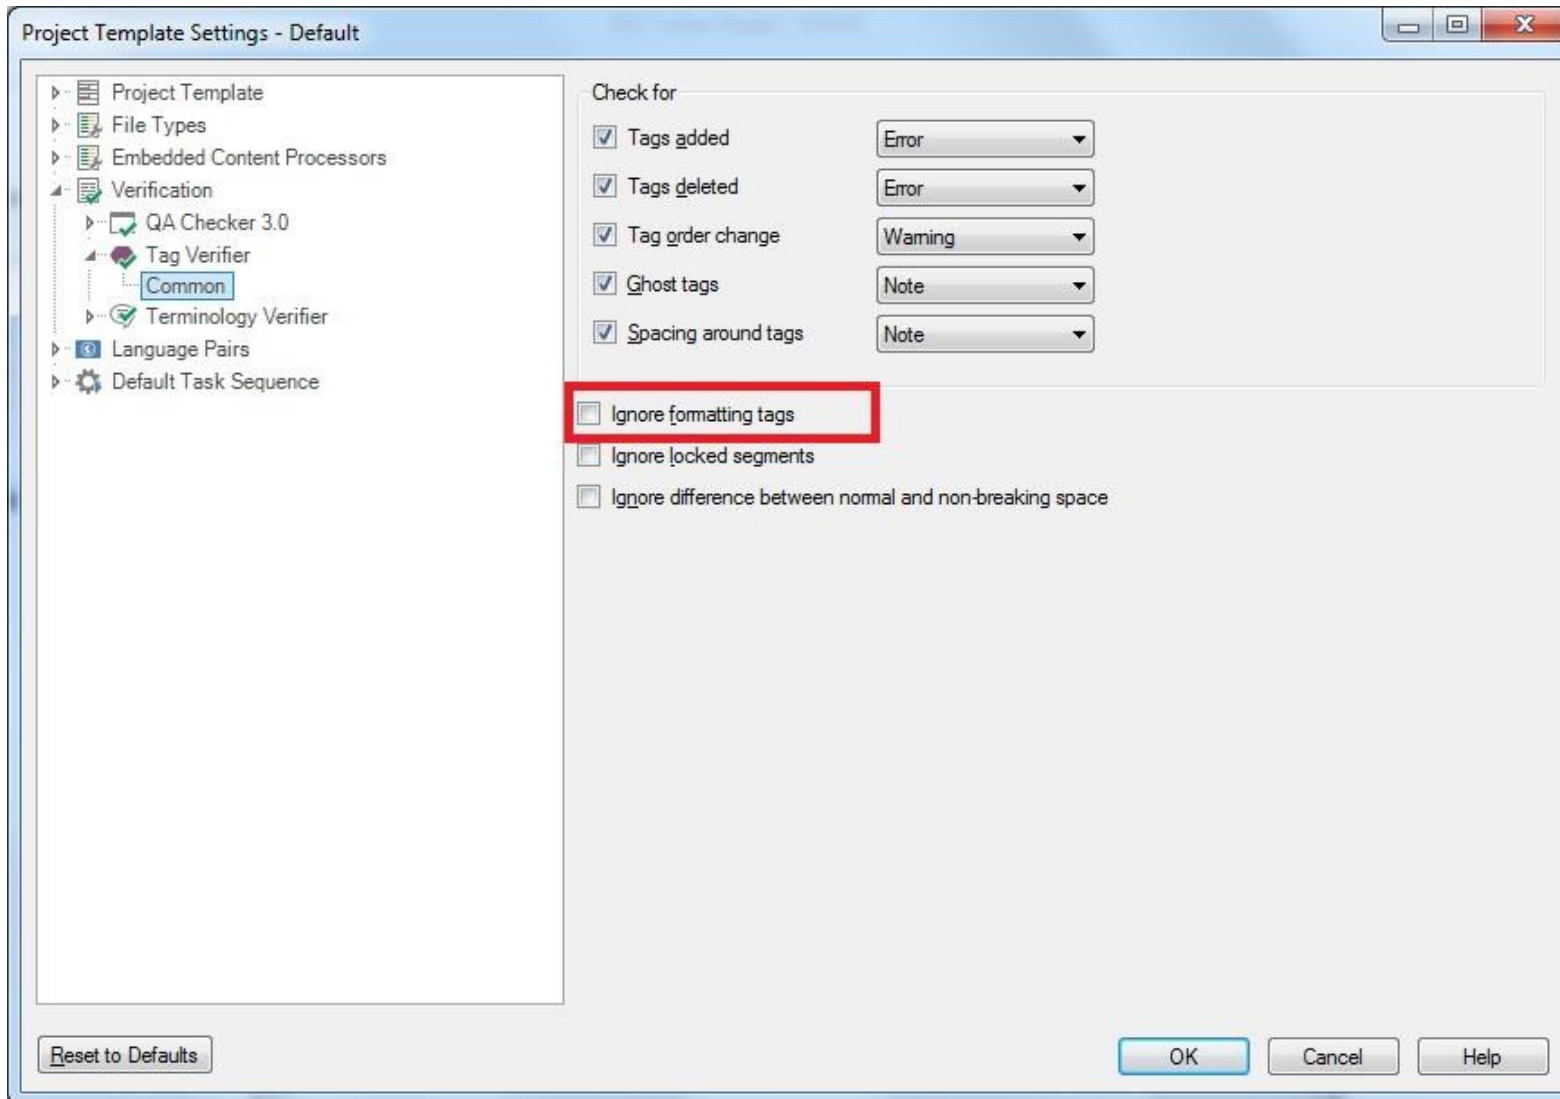 Project Template Settings - Default
Project Template
File Types
Embedded Content Processors
Verification
QA Checker 3.0
Tag Verifier
Common
Terminology Verifier
Language Pairs
Default Task Sequence
Check for
Tags added Error
Tags deleted Error
Tag order change Warning
Ghost tags Note
Spacing around tags Note
Ignore formatting tags
Ignore locked segments
Ignore difference between normal and non-breaking space
Reset to Defaults OK Cancel Help